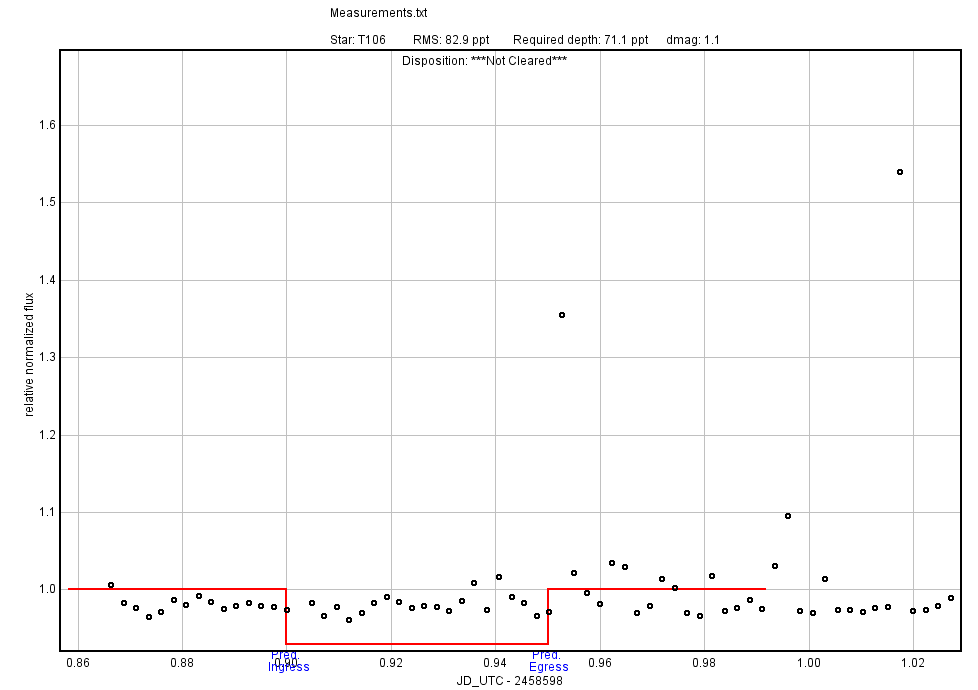 Measurements.txt
Star: T106 RMS: 82.9 ppt Required depth: 71.1 ppt dmag: 1.1
Disposition: ***Not Cleared***
relative normalized flux
1.6
1.5
1.4
1.3
1.2
1.1
1.0
0.86 0.88 0.90 0.92 0.94 0.96 0.98 1.00 1.02
Pred. Pred.
Ingress Egress
JD_UTC - 2458598